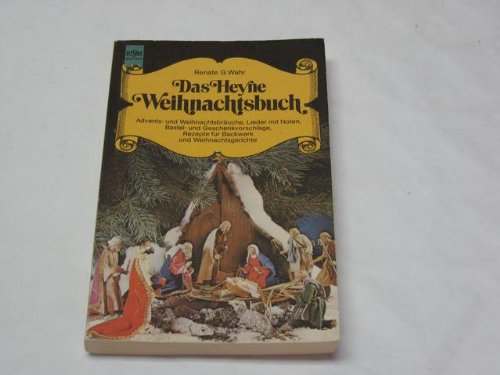 HEYNE
Renate G.Wahr
Das Heyne
Weihnachtsbuch
Advents- und Weihnachtsbräuche, Lieder mit Noten,
Bastel- und Geschenkvorschläge,
Rezepte für Backwerk
und Weihnachtsgerichte